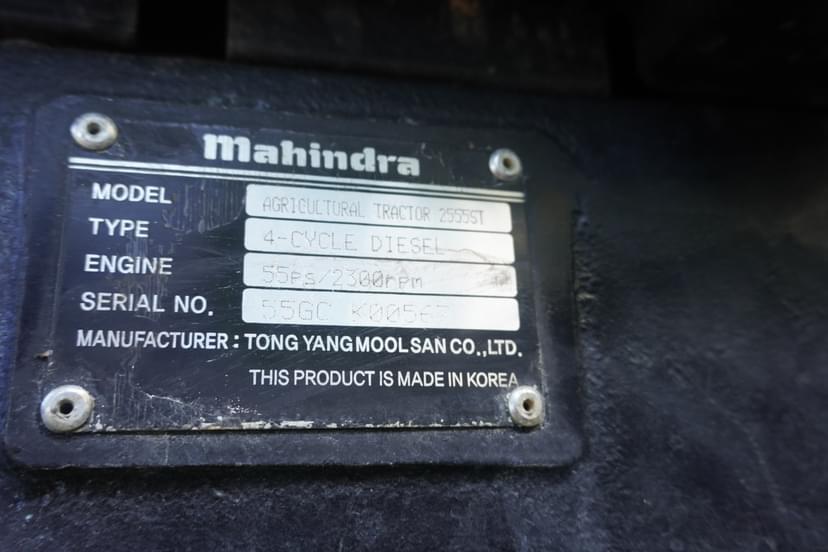 Mahindra
MODEL AGRICULTURAL TRACTOR 2555ST
TYPE 4-CYCLE DIESEL
ENGINE 55ps/2300rpm
SERIAL NO. 55GC
MANUFACTURER : TONG YANG MOOLSAN CO.,LTD.
THIS PRODUCT IS MADE IN KOREA